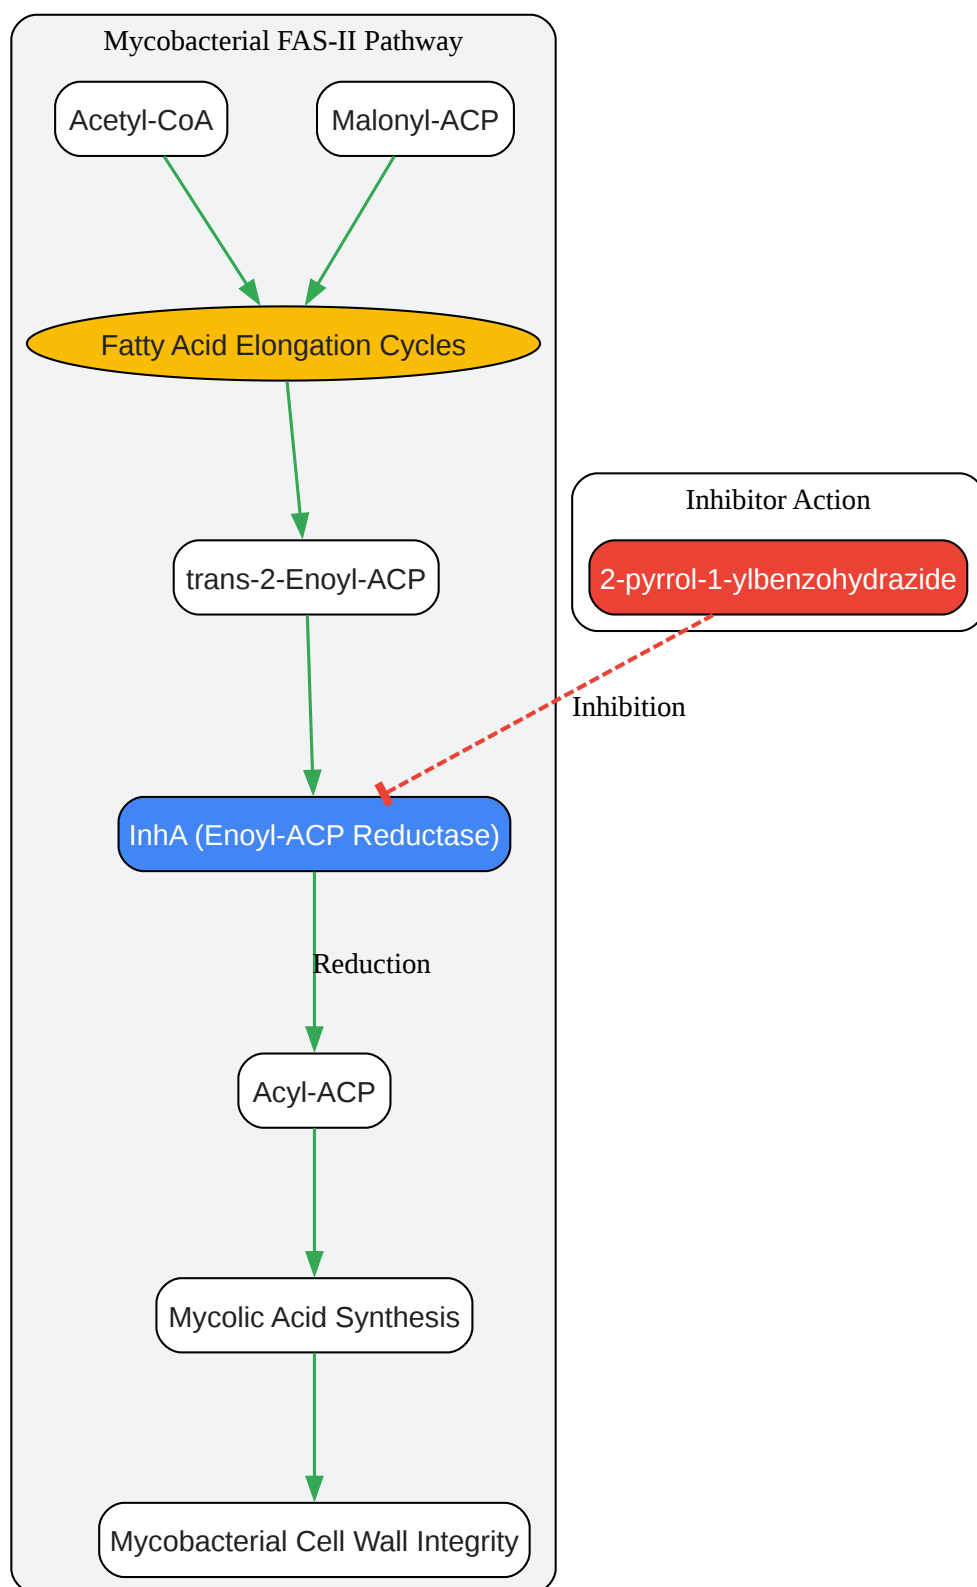 Mycobacterial FAS-II Pathway
Acetyl-CoA
Malonyl-ACP
Fatty Acid Elongation Cycles
trans-2-Enoyl-ACP
Inhibitor Action
2-pyrrol-1-ylbenzohydrazide
Inhibition
InhA (Enoyl-ACP Reductase)
Reduction
Acyl-ACP
Mycolic Acid Synthesis
Mycobacterial Cell Wall Integrity